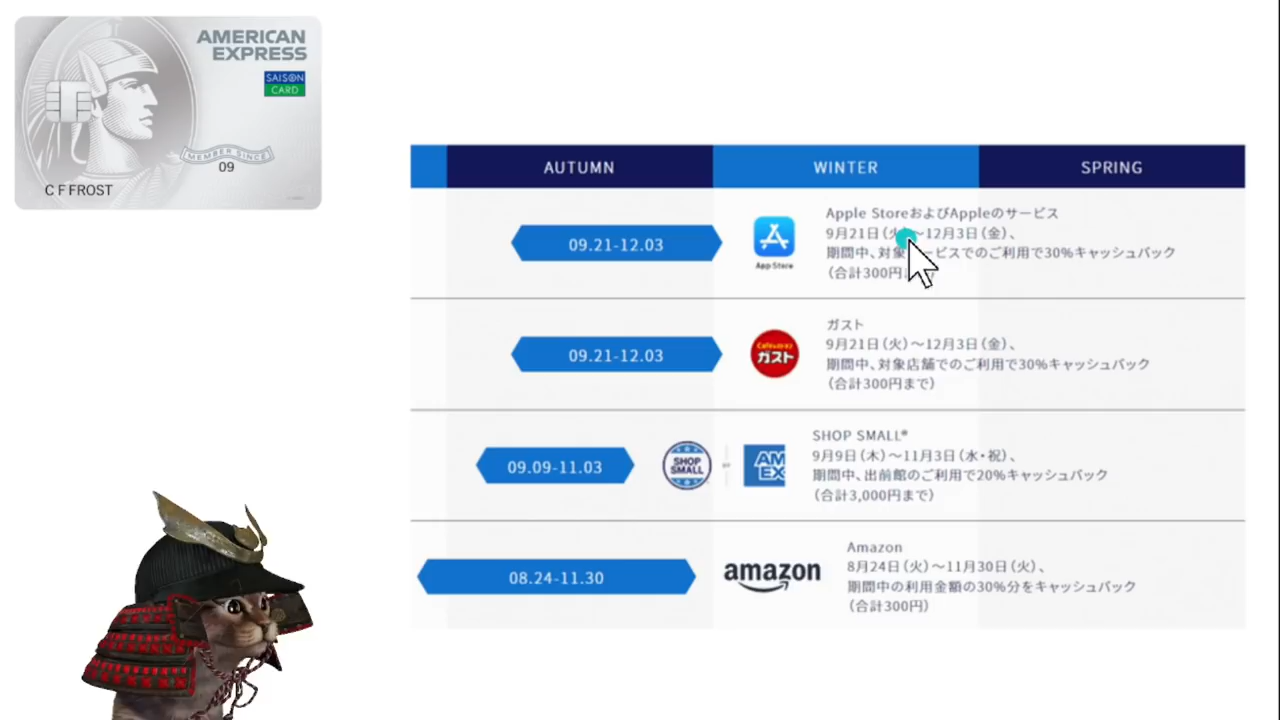 AMERICAN
EXPRESS
SAISON
CARD
MEMBER SINCE
09
C F FROST
AUTUMN WINTER SPRING
09.21-12.03
App Store
Apple StoreおよびAppleのサービス
9月21日(火)~12月3日(金)、
期間中、対象 ービスでのご利用で30%キャッシュバック
(合計300円
09.21-12.03
ガスト
ガスト
9月21日(火)~12月3日(金)、
期間中、対象店舗でのご利用で30%キャッシュバック
(合計300円まで)
09.09-11.03
SHOP
SMALL
AM
EX
SHOP SMALL®
9月9日(木)~11月3日(水・祝)、
期間中、出前館のご利用で20%キャッシュバック
(合計3,000円まで)
08.24-11.30
amazon
Amazon
8月24日(火)~11月30日(火)、
期間中の利用金額の30%分をキャッシュバック
(合計300円)